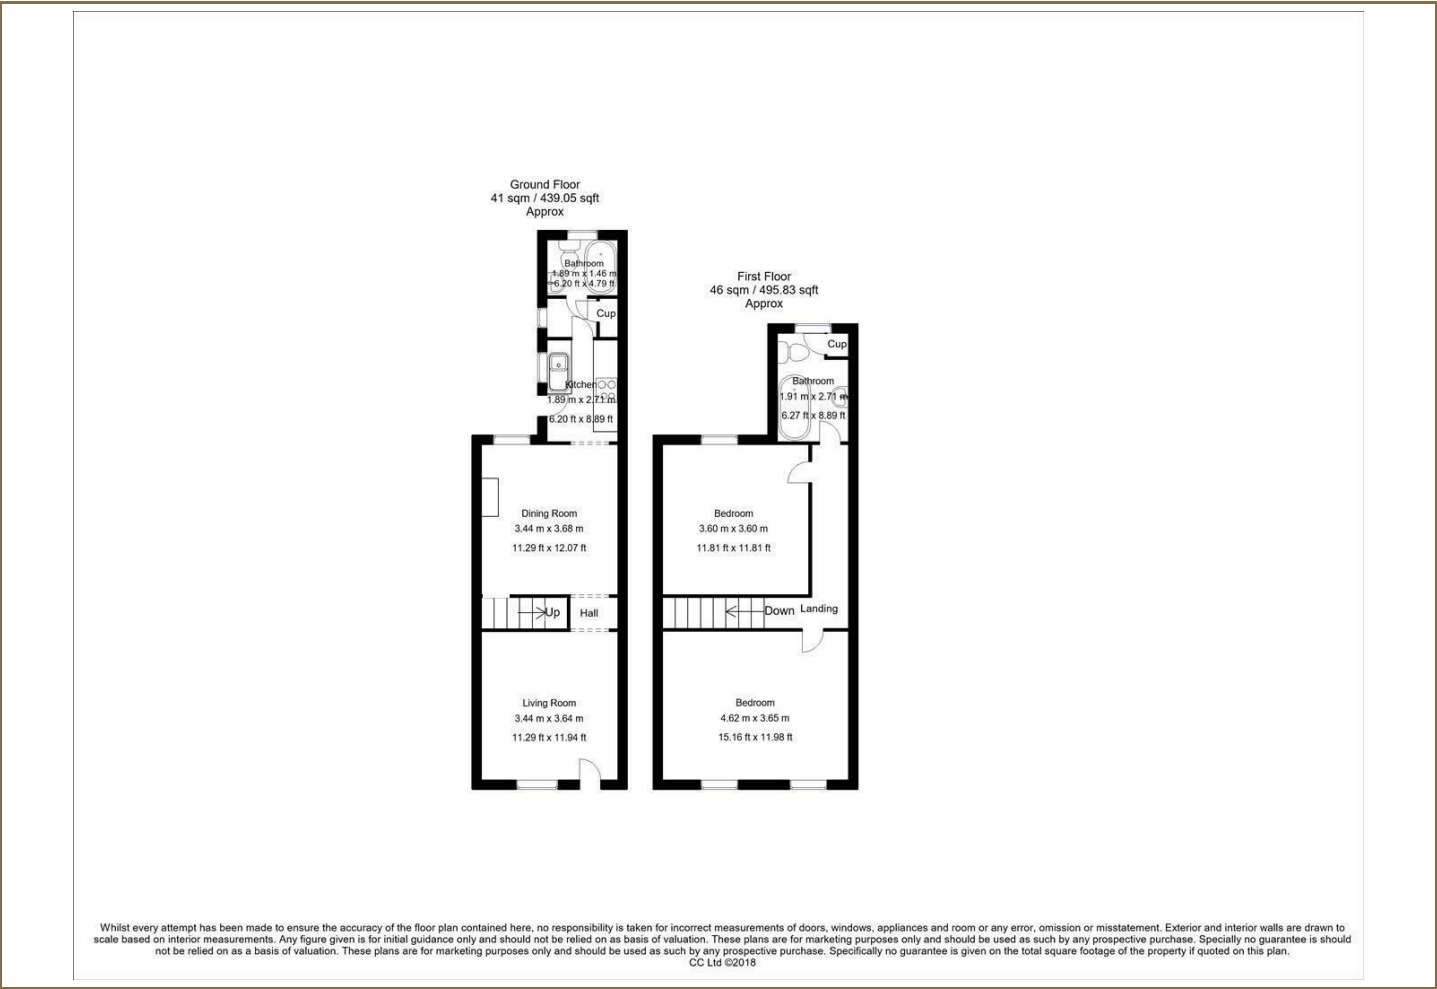 Ground Floor
41 sqm / 439.05 sqft
Approx
Bathroom
1.89 m x 1.46 m
6.20 ft x 4.79 ft
Cup
Kitchen
1.89 m x 2.71 m
6.20 ft x 8.89 ft
Dining Room
3.44 m x 3.68 m
11.29 ft x 12.07 ft
Up
Hall
Living Room
3.44 m x 3.64 m
11.29 ft x 11.94 ft
First Floor
46 sqm / 495.83 sqft
Approx
Cup
Bathroom
1.91 m x 2.71 m
6.27 ft x 8.89 ft
Bedroom
3.60 m x 3.60 m
11.81 ft x 11.81 ft
Down
Landing
Bedroom
4.62 m x 3.65 m
15.16 ft x 11.98 ft
Whilst every attempt has been made to ensure the accuracy of the floor plan contained here, no responsibility is taken for incorrect measurements of doors, windows, appliances and room or any error, omission or misstatement. Exterior and interior walls are drawn to
scale based on interior measurements. Any figure given is for initial guidance only and should not be relied on as basis of valuation. These plans are for marketing purposes only and should be used as such by any prospective purchase. Specially no guarantee is should
not be relied on as a basis of valuation. These plans are for marketing purposes only and should be used as such by any prospective purchase. Specifically no guarantee is given on the total square footage of the property if quoted on this plan.
CC Ltd ©2018